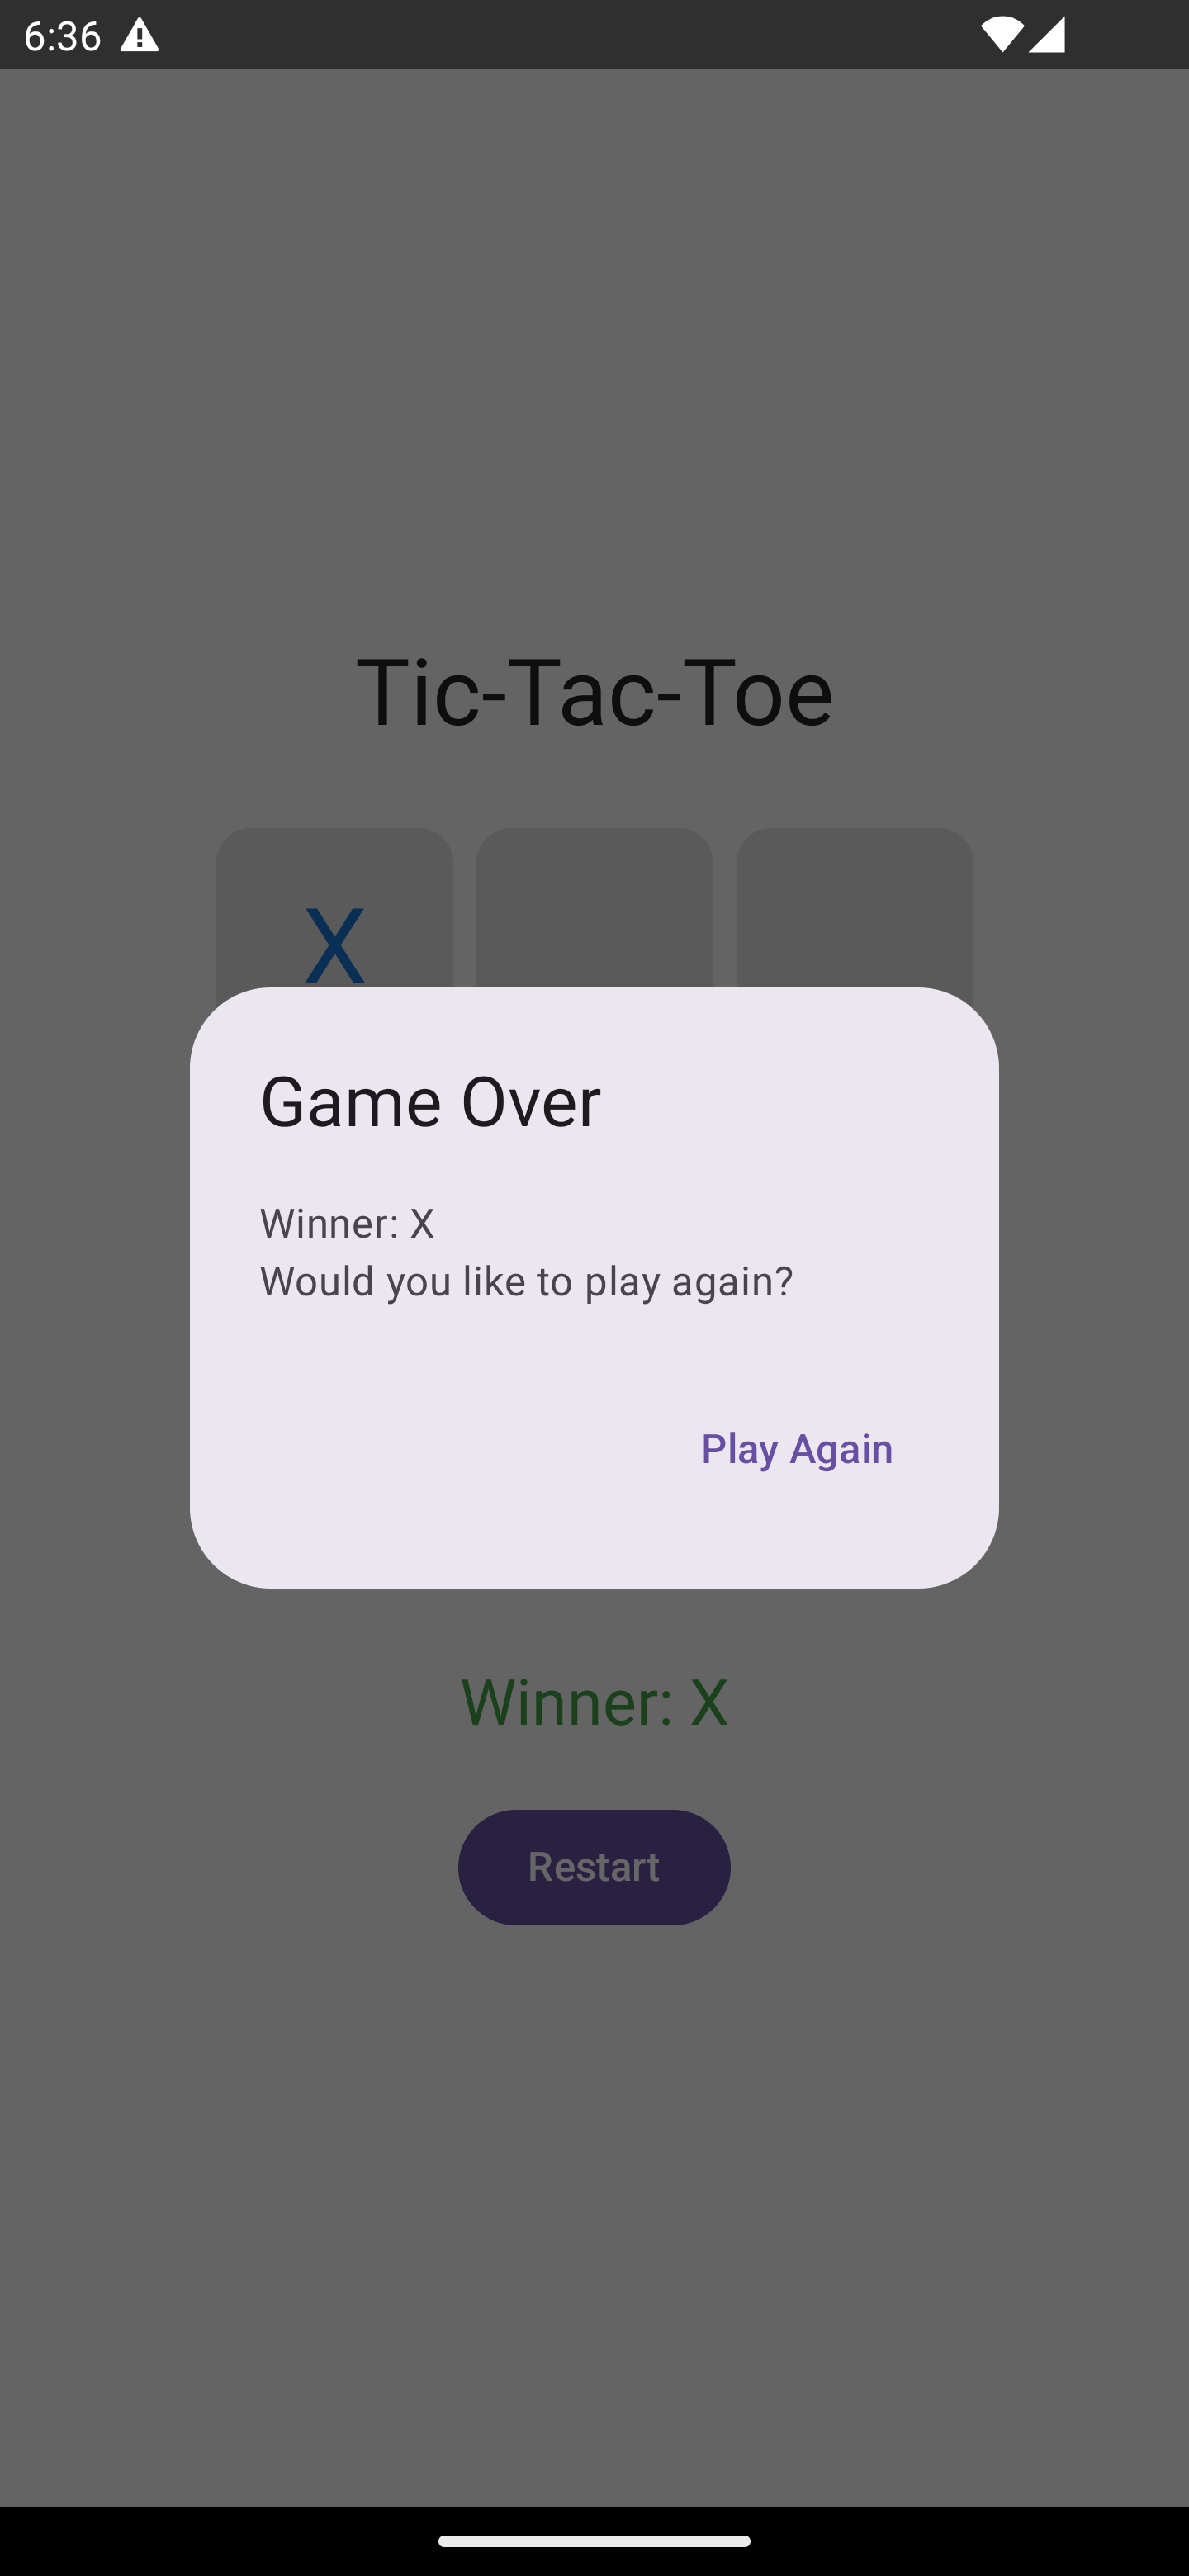 6:36
Tic-Tac-Toe
X
Game Over
Winner: X
Would you like to play again?
Play Again
Winner: X
Restart